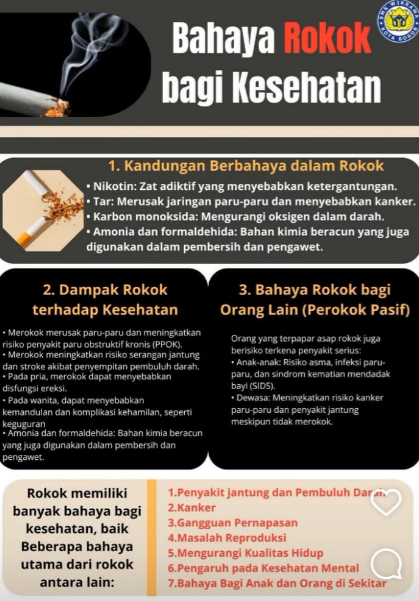 Bahaya Rokok
bagi Kesehatan
1. Kandungan Berbahaya dalam Rokok
• Nikotin: Zat adiktif yang menyebabkan ketergantungan.
• Tar: Merusak jaringan paru-paru dan menyebabkan kanker.
• Karbon monoksida: Mengurangi oksigen dalam darah.
• Amonia dan formaldehida: Bahan kimia beracun yang juga
digunakan dalam pembersih dan pengawet.
2. Dampak Rokok
terhadap Kesehatan
• Merokok merusak paru-paru dan meningkatkan
risiko penyakit paru obstruktif kronis (PPOK).
• Merokok meningkatkan risiko serangan jantung
dan stroke akibat penyempitan pembuluh darah.
• Pada pria, merokok dapat menyebabkan
disfungsi ereksi.
• Pada wanita, dapat menyebabkan
kemandulan dan komplikasi kehamilan, seperti
keguguran
• Amonia dan formaldehida: Bahan kimia beracun
yang juga digunakan dalam pembersih dan
pengawet.
3. Bahaya Rokok bagi
Orang Lain (Perokok Pasif)
Orang yang terpapar asap rokok juga
berisiko terkena penyakit serius:
• Anak-anak: Risiko asma, infeksi paru-
paru, dan sindrom kematian mendadak
bayi (SIDS).
• Dewasa: Meningkatkan risiko kanker
paru-paru dan penyakit jantung
meskipun tidak merokok.
Rokok memiliki
banyak bahaya bagi
kesehatan, baik
Beberapa bahaya
utama dari rokok
antara lain:
1.Penyakit jantung dan Pembuluh Darah
2.Kanker
3.Gangguan Pernapasan
4.Masalah Reproduksi
5.Mengurangi Kualitas Hidup
6.Pengaruh pada Kesehatan Mental
7.Bahaya Bagi Anak dan Orang di Sekitar